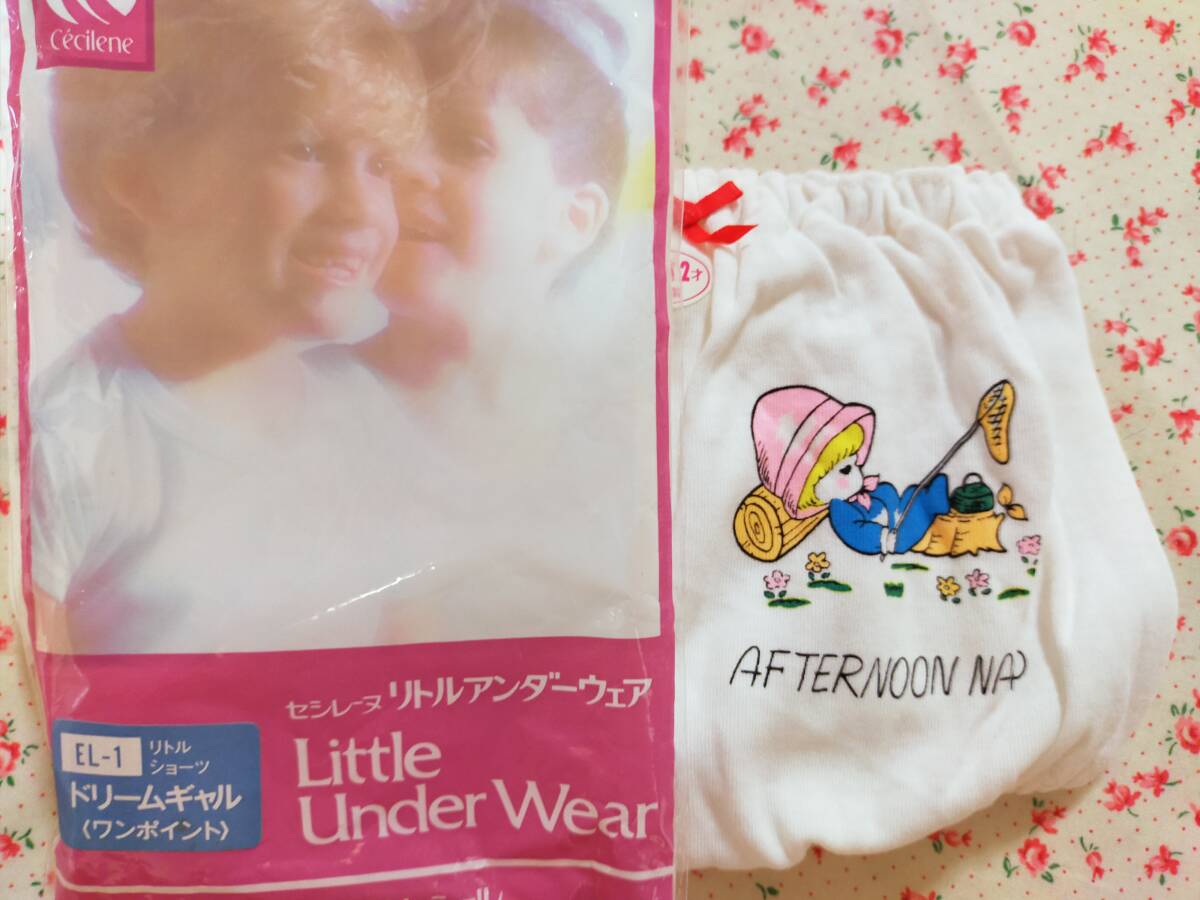 Cécilene
セシレーヌ リトルアンダーウェア
Little
Under Wear
EL-1
リトル
ショーツ
ドリームギャル
〈ワンポイント〉
2才
AFTERNOON NAP